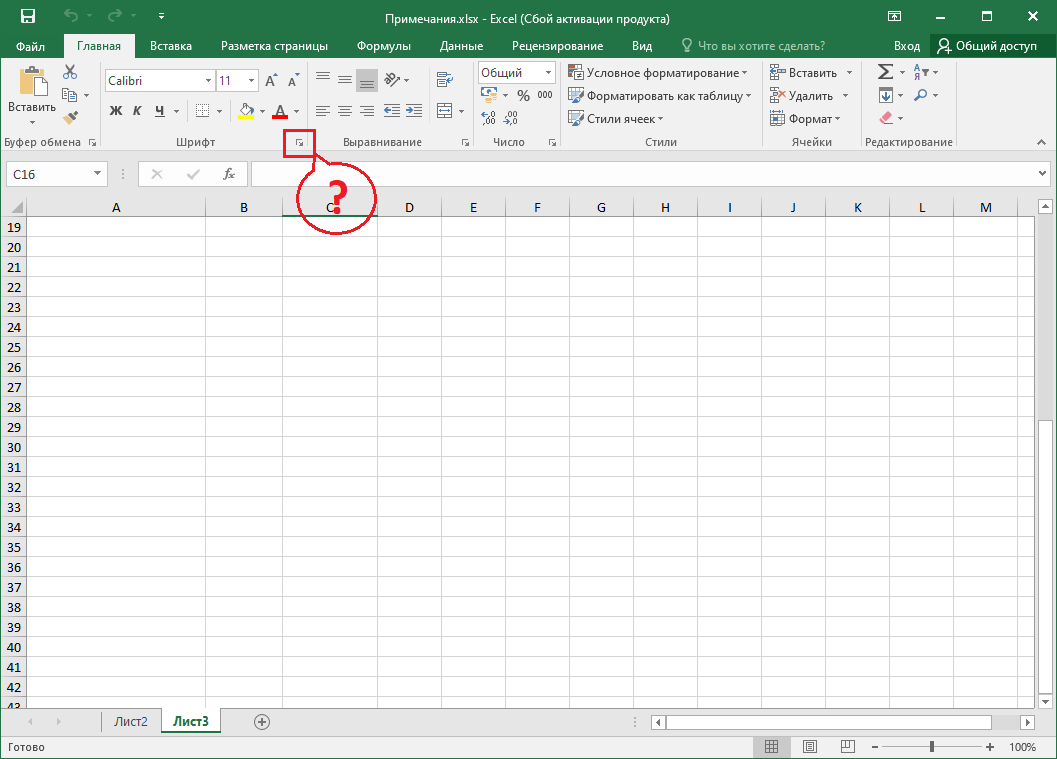 Примечания.xlsx - Excel (Сбой активации продукта)
Файл Главная Вставка Разметка страницы Формулы Данные Рецензирование Вид Что вы хотите сделать? Вход Общий доступ
Calibri 11 Общий Условное форматирование Вставить
Вставить % 000 Форматировать как таблицу Удалить
Ж К Ч А ,00 ,00 Стили ячеек Формат
Буфер обмена Шрифт Выравнивание Число Стили Ячейки Редактирование
C16 fx ?
A B C D E F G H I J K L M
19
20
21
22
23
24
25
26
27
28
29
30
31
32
33
34
35
36
37
38
39
40
41
42
43
Лист2 Лист3
Готово 100%